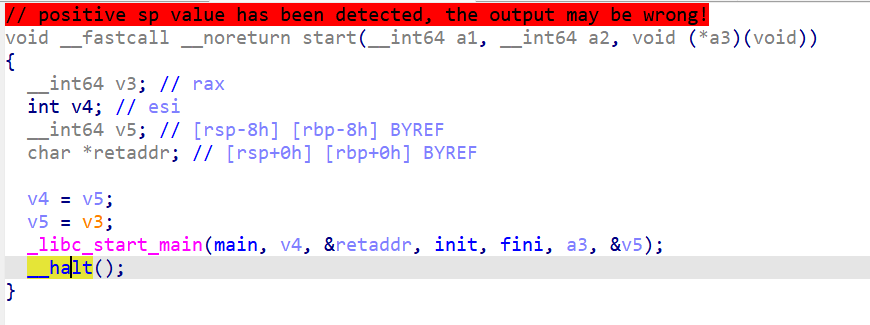 // positive sp value has been detected, the output may be wrong!
void __fastcall __noreturn start(__int64 a1, __int64 a2, void (*a3)(void))
{
  __int64 v3; // rax
  int v4; // esi
  __int64 v5; // [rsp-8h] [rbp-8h] BYREF
  char *retaddr; // [rsp+0h] [rbp+0h] BYREF

  v4 = v5;
  v5 = v3;
  _libc_start_main(main, v4, &retaddr, init, fini, a3, &v5);
  __halt();
}